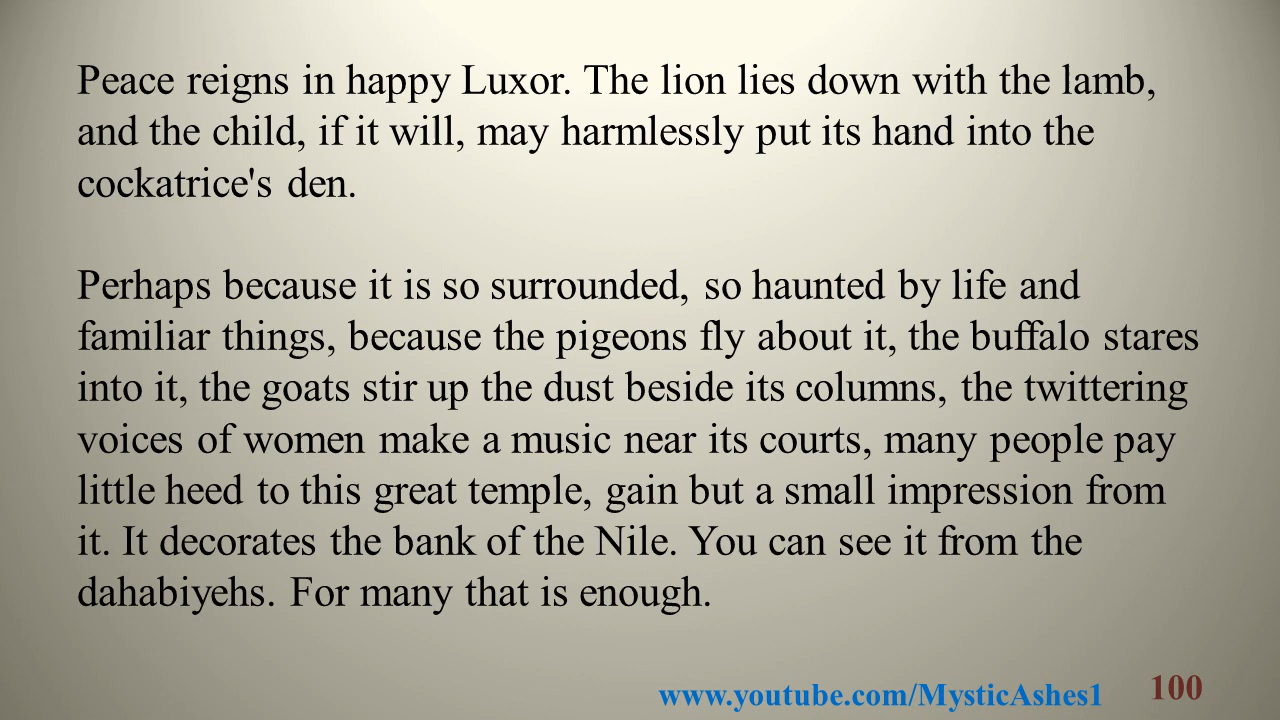 Peace reigns in happy Luxor. The lion lies down with the lamb,
and the child, if it will, may harmlessly put its hand into the
cockatrice's den.
Perhaps because it is so surrounded, so haunted by life and
familiar things, because the pigeons fly about it, the buffalo stares
into it, the goats stir up the dust beside its columns, the twittering
voices of women make a music near its courts, many people pay
little heed to this great temple, gain but a small impression from
it. It decorates the bank of the Nile. You can see it from the
dahabiyehs. For many that is enough.
www.youtube.com/MysticAshes1 100